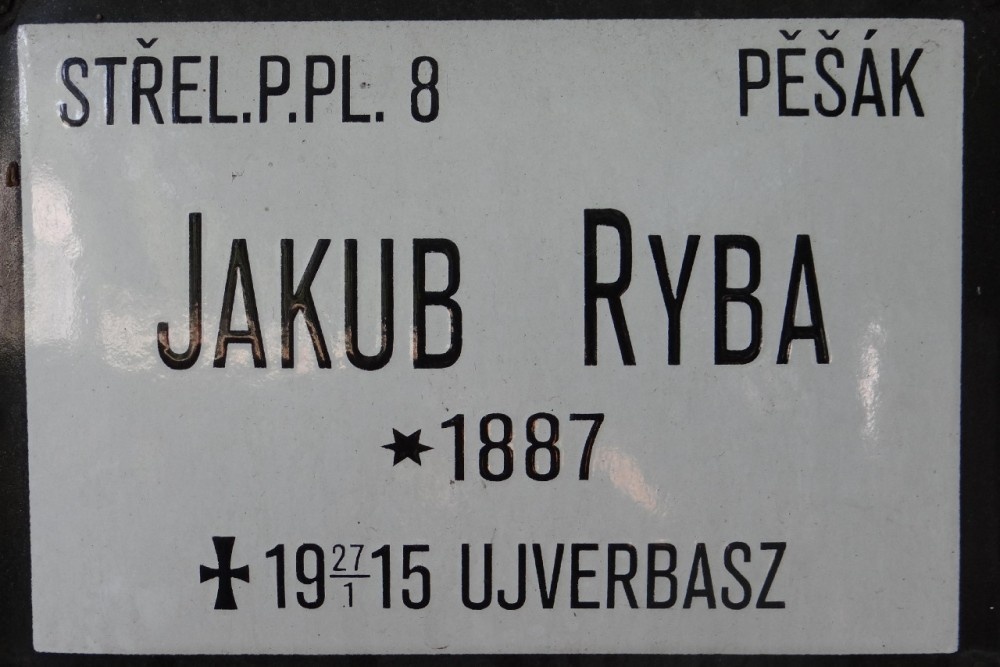 STŘEL.P.PL. 8 PĚŠÁK
JAKUB RYBA
★1887
✠ 19 27/1 15 UJVERBASZ